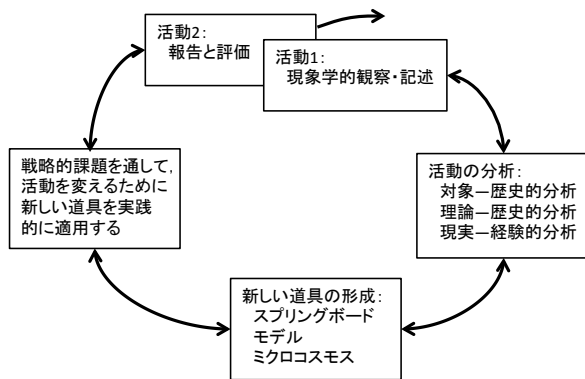 活動2:
報告と評価
活動1:
現象学的観察・記述
活動の分析:
対象―歴史的分析
理論―歴史的分析
現実―経験的分析
新しい道具の形成:
スプリングボード
モデル
ミクロコスモス
戦略的課題を通して,
活動を変えるために
新しい道具を実践
的に適用する